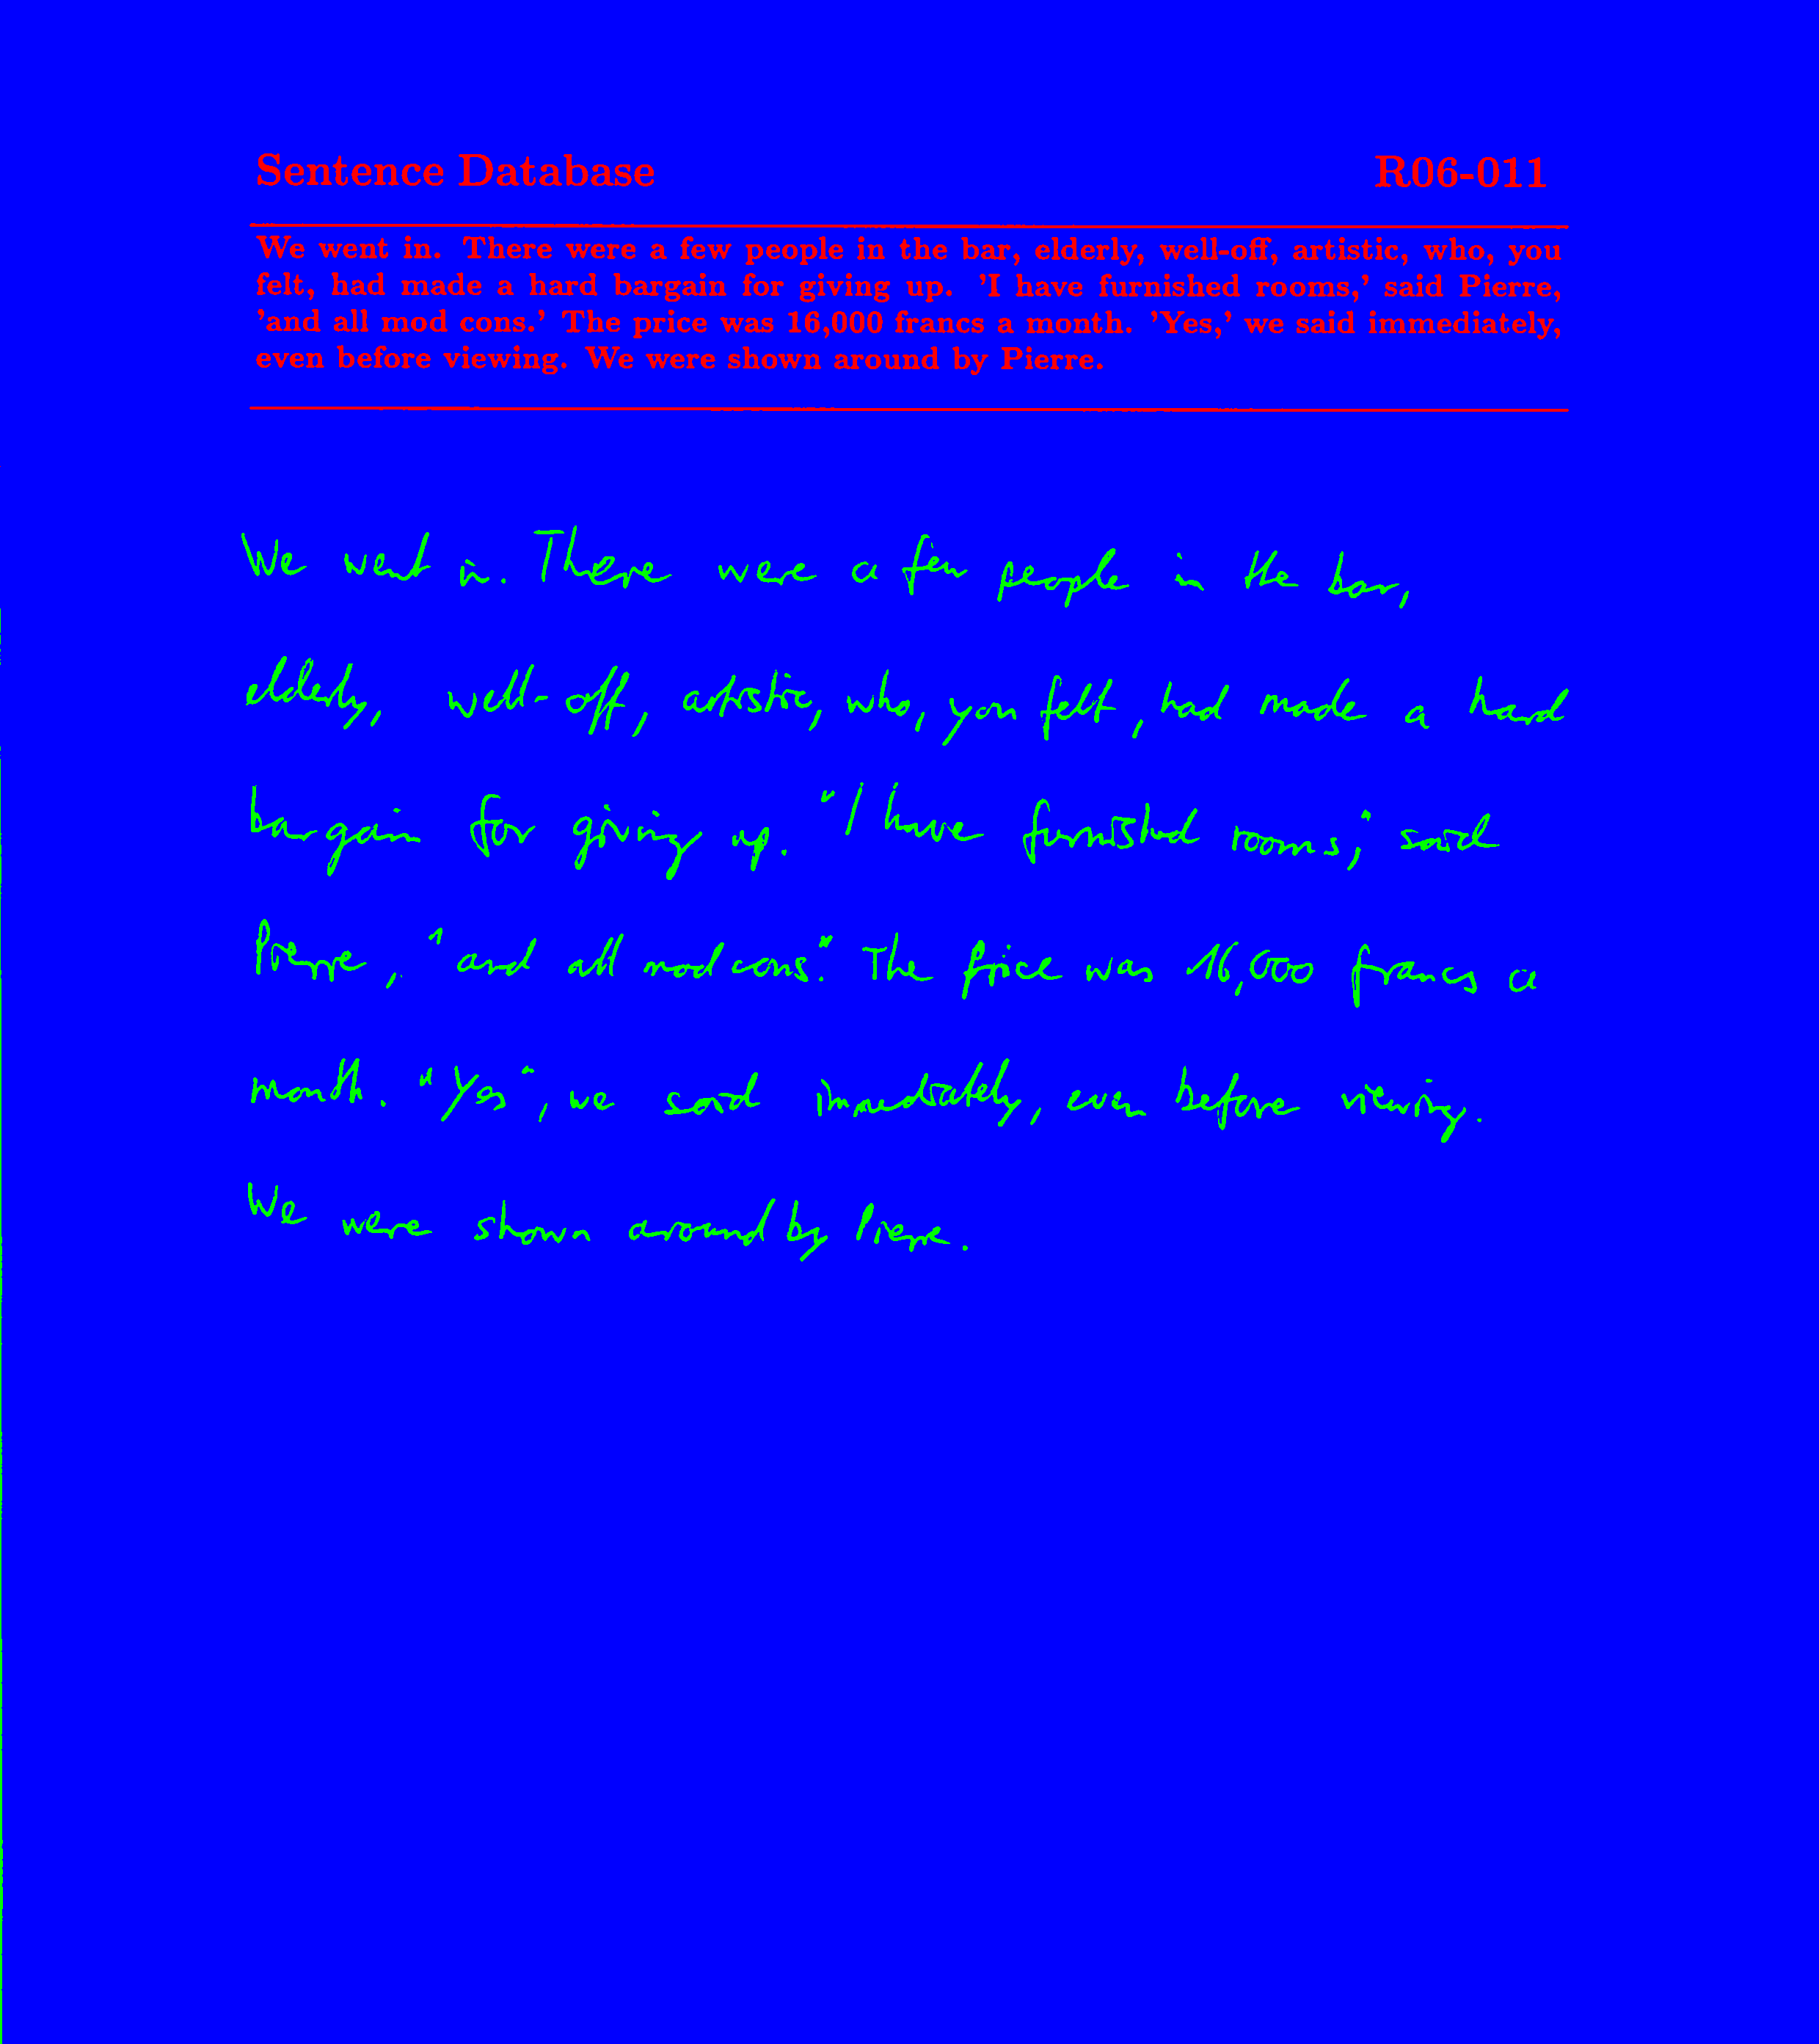 Sentence Database R06-011
We went in. There were a few people in the bar, elderly, well-off, artistic, who, you
felt, had made a hard bargain for giving up. 'I have furnished rooms,' said Pierre,
'and all mod cons.' The price was 16,000 francs a month. 'Yes,' we said immediately,
even before viewing. We were shown around by Pierre.
We went in. There were a few people in the bar,
elderly, well-off, artistic, who, you felt, had made a hard
bargain for giving up. "I have furnished rooms," said
Pierre, "and all mod cons." The price was 16,000 francs a
month. "Yes", we said immediately, even before viewing.
We were shown around by Pierre.